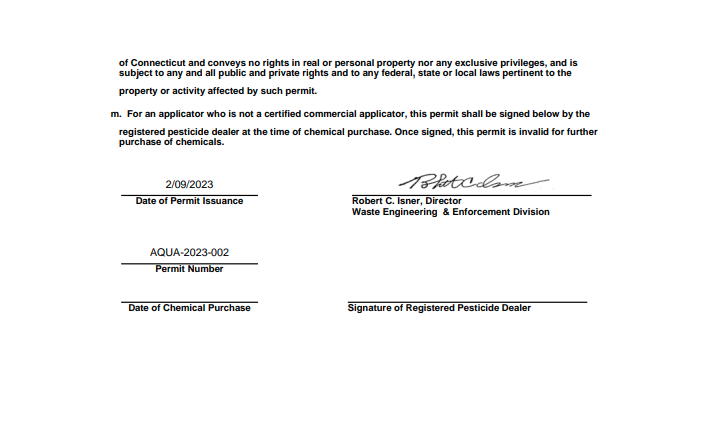 of Connecticut and conveys no rights in real or personal property nor any exclusive privileges, and is
subject to any and all public and private rights and to any federal, state or local laws pertinent to the
property or activity affected by such permit.
m. For an applicator who is not a certified commercial applicator, this permit shall be signed below by the
registered pesticide dealer at the time of chemical purchase. Once signed, this permit is invalid for further
purchase of chemicals.
2/09/2023
Date of Permit Issuance
Robert C. Isner, Director
Waste Engineering & Enforcement Division
AQUA-2023-002
Permit Number
Date of Chemical Purchase
Signature of Registered Pesticide Dealer